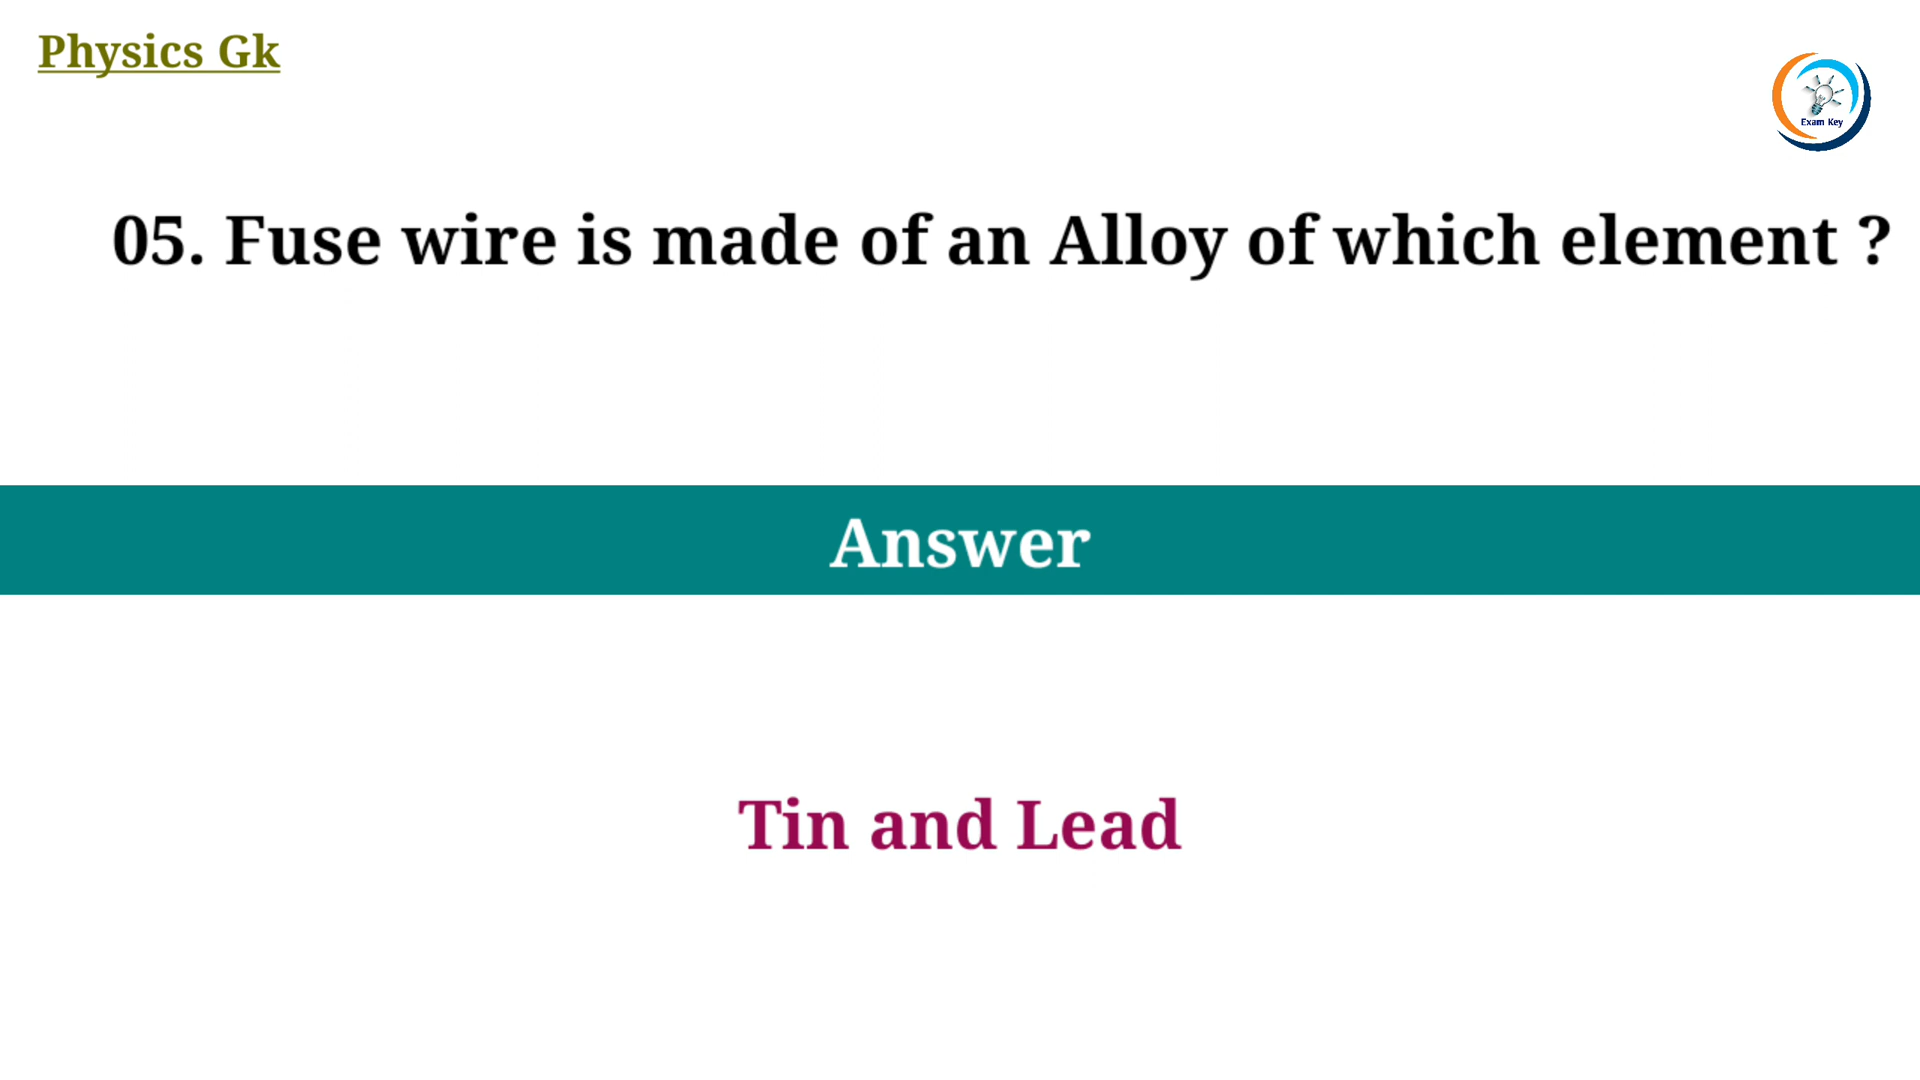 Physics Gk
Exam Key
05. Fuse wire is made of an Alloy of which element ?
Answer
Tin and Lead